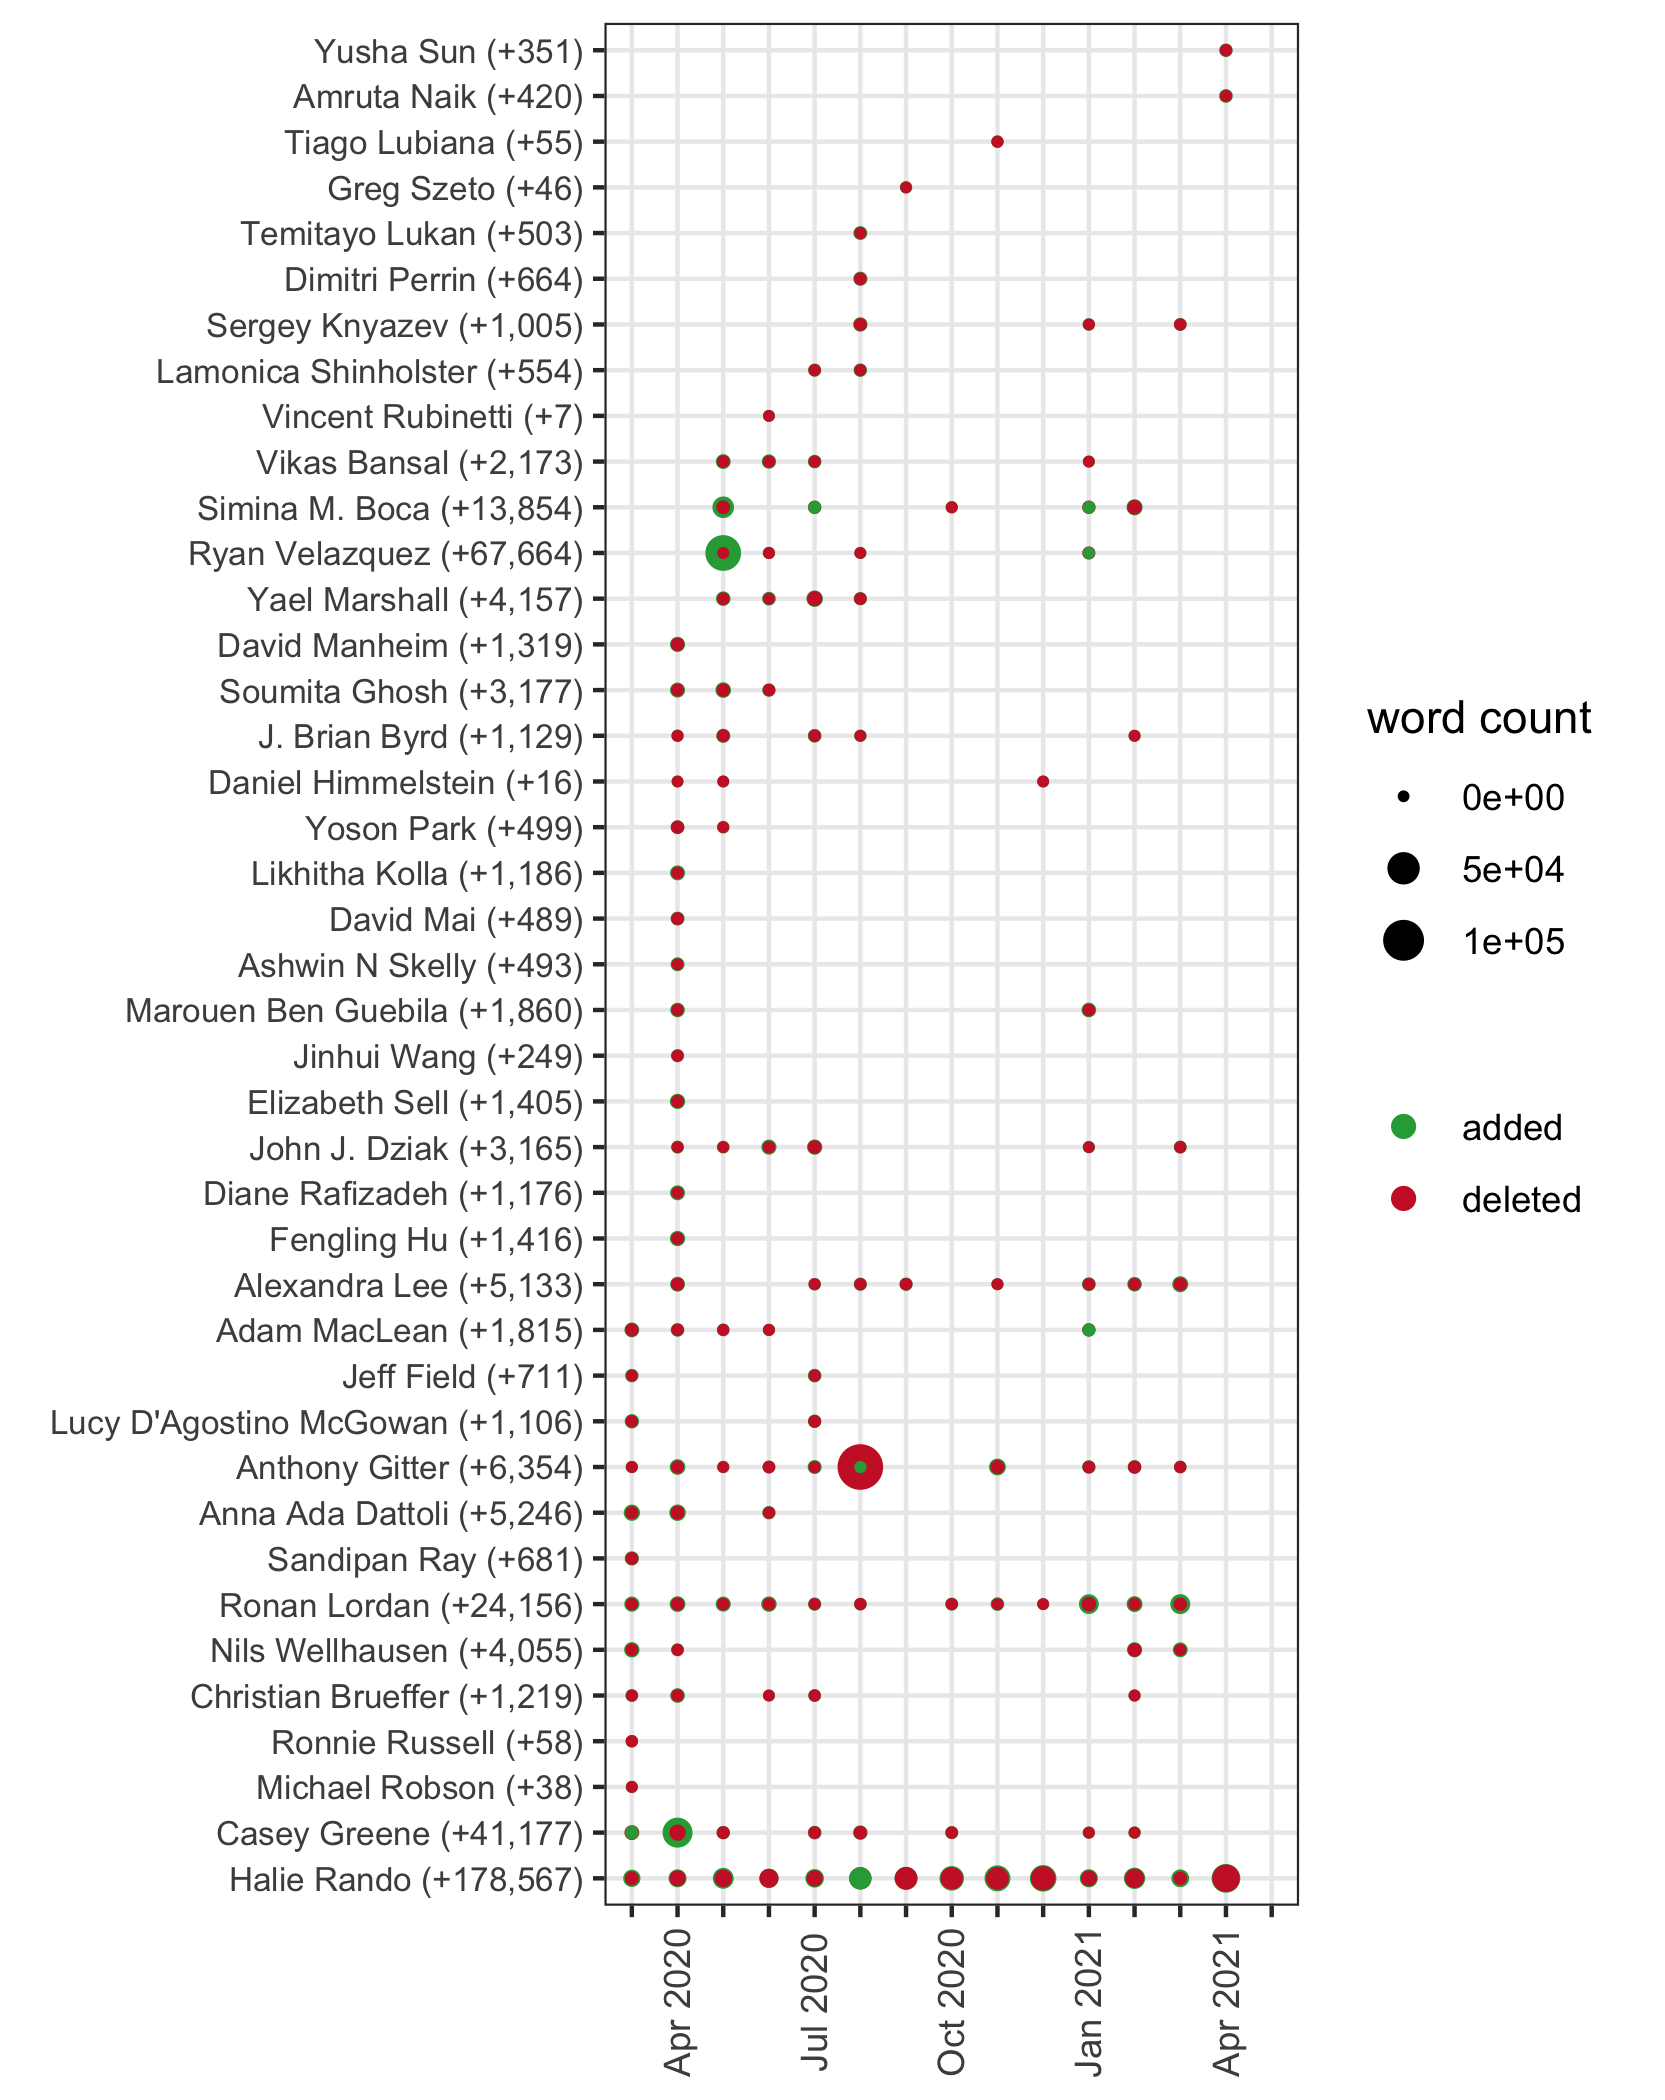 Yusha Sun (+351)
Amruta Naik (+420)
Tiago Lubiana (+55)
Greg Szeto (+46)
Temitayo Lukan (+503)
Dimitri Perrin (+664)
Sergey Knyazev (+1,005)
Lamonica Shinholster (+554)
Vincent Rubinetti (+7)
Vikas Bansal (+2,173)
Simina M. Boca (+13,854)
Ryan Velazquez (+67,664)
Yael Marshall (+4,157)
David Manheim (+1,319)
Soumita Ghosh (+3,177)
J. Brian Byrd (+1,129)
Daniel Himmelstein (+16)
Yoson Park (+499)
Likhitha Kolla (+1,186)
David Mai (+489)
Ashwin N Skelly (+493)
Marouen Ben Guebila (+1,860)
Jinhui Wang (+249)
Elizabeth Sell (+1,405)
John J. Dziak (+3,165)
Diane Rafizadeh (+1,176)
Fengling Hu (+1,416)
Alexandra Lee (+5,133)
Adam MacLean (+1,815)
Jeff Field (+711)
Lucy D'Agostino McGowan (+1,106)
Anthony Gitter (+6,354)
Anna Ada Dattoli (+5,246)
Sandipan Ray (+681)
Ronan Lordan (+24,156)
Nils Wellhausen (+4,055)
Christian Brueffer (+1,219)
Ronnie Russell (+58)
Michael Robson (+38)
Casey Greene (+41,177)
Halie Rando (+178,567)
Apr 2020
Jul 2020
Oct 2020
Jan 2021
Apr 2021
word count
0e+00
5e+04
1e+05
added
deleted